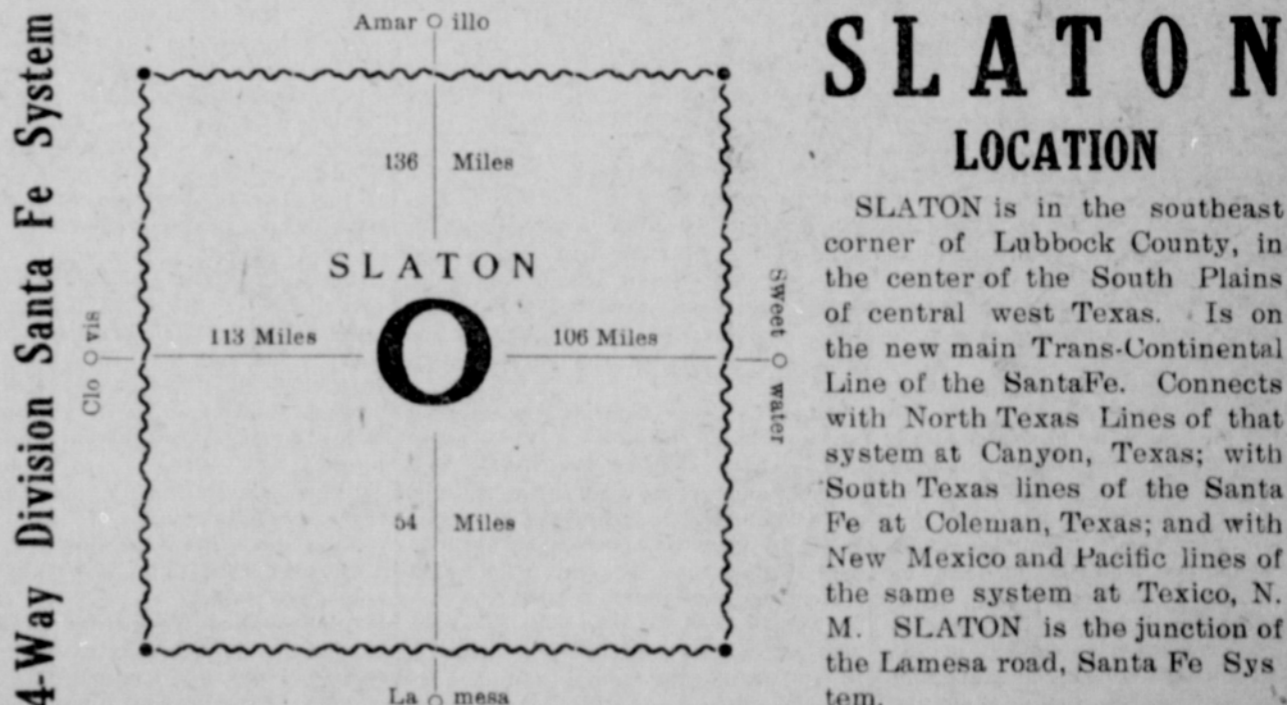 4-Way Division Santa Fe System
Amar illo
136 Miles
SLATON
Clo vis
113 Miles
O
106 Miles
Sweet water
54 Miles
La mesa
SLATON
LOCATION
SLATON is in the southeast
corner of Lubbock County, in
the center of the South Plains
of central west Texas. Is on
the new main Trans-Continental
Line of the SantaFe. Connects
with North Texas Lines of that
system at Canyon, Texas; with
South Texas lines of the Santa
Fe at Coleman, Texas; and with
New Mexico and Pacific lines of
the same system at Texico, N.
M. SLATON is the junction of
the Lamesa road, Santa Fe Sys
tem.